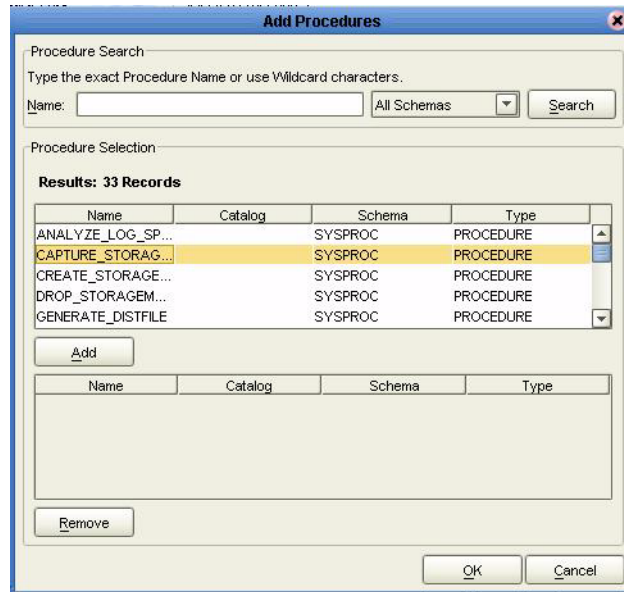 Add Procedures
Procedure Search
Type the exact Procedure Name or use Wildcard characters.
Name: All Schemas Search
Procedure Selection
Results: 33 Records
Name Catalog Schema Type
ANALYZE_LOG_SP... SYSPROC PROCEDURE
CAPTURE_STORAG... SYSPROC PROCEDURE
CREATE_STORAGE... SYSPROC PROCEDURE
DROP_STORAGEM... SYSPROC PROCEDURE
GENERATE_DISTFILE SYSPROC PROCEDURE
Add
Name Catalog Schema Type
Remove
OK Cancel